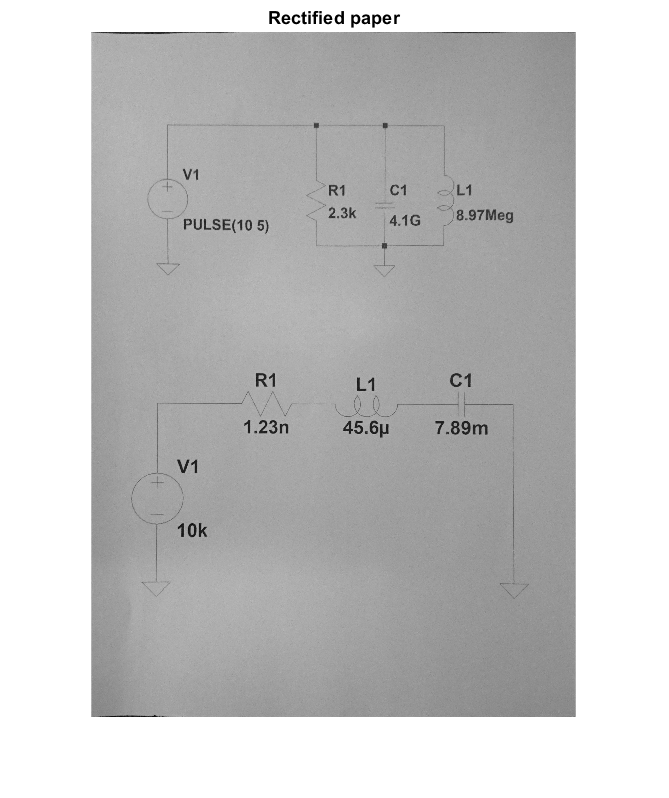 Rectified paper
V1
PULSE(10 5)
R1
2.3k
C1
4.1G
L1
8.97Meg
R1
1.23n
L1
45.6µ
C1
7.89m
V1
10k